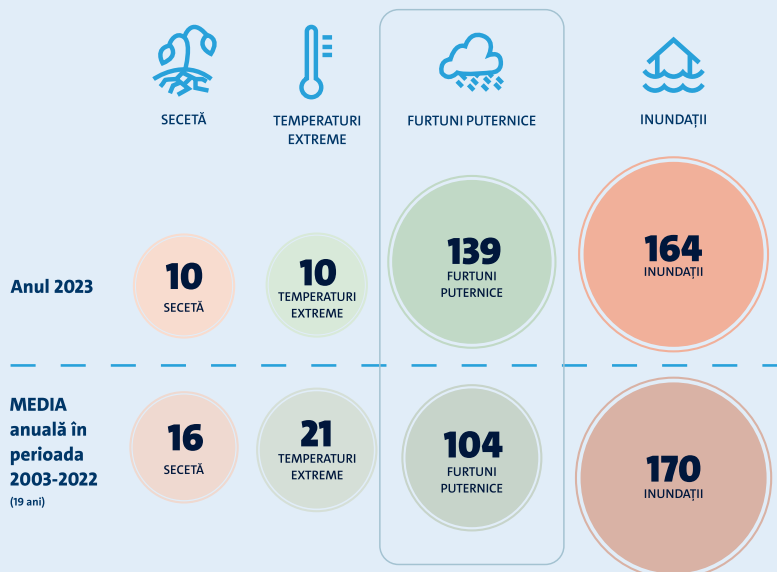 SECETĂ
TEMPERATURI
EXTREME
FURTUNI PUTERNICE
INUNDAȚII
Anul 2023
10
SECETĂ
10
TEMPERATURI
EXTREME
139
FURTUNI
PUTERNICE
164
INUNDAȚII
MEDIA
anuală în
perioada
2003-2022
(19 ani)
16
SECETĂ
21
TEMPERATURI
EXTREME
104
FURTUNI
PUTERNICE
170
INUNDAȚII